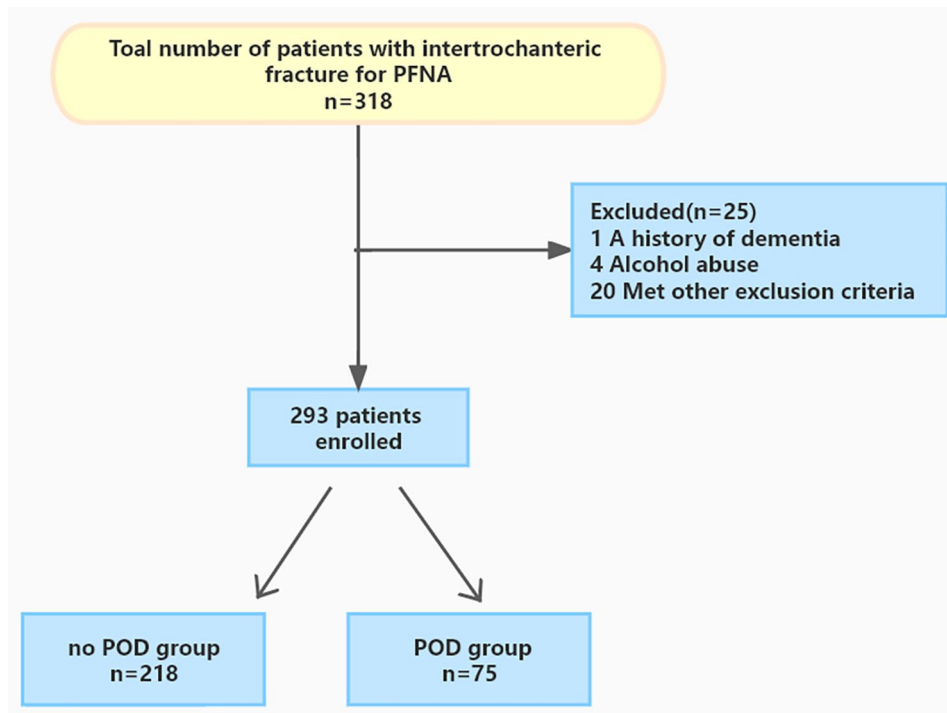 Toal number of patients with intertrochanteric
fracture for PFNA
n=318
Excluded(n=25)
1 A history of dementia
4 Alcohol abuse
20 Met other exclusion criteria
293 patients
enrolled
no POD group
n=218
POD group
n=75